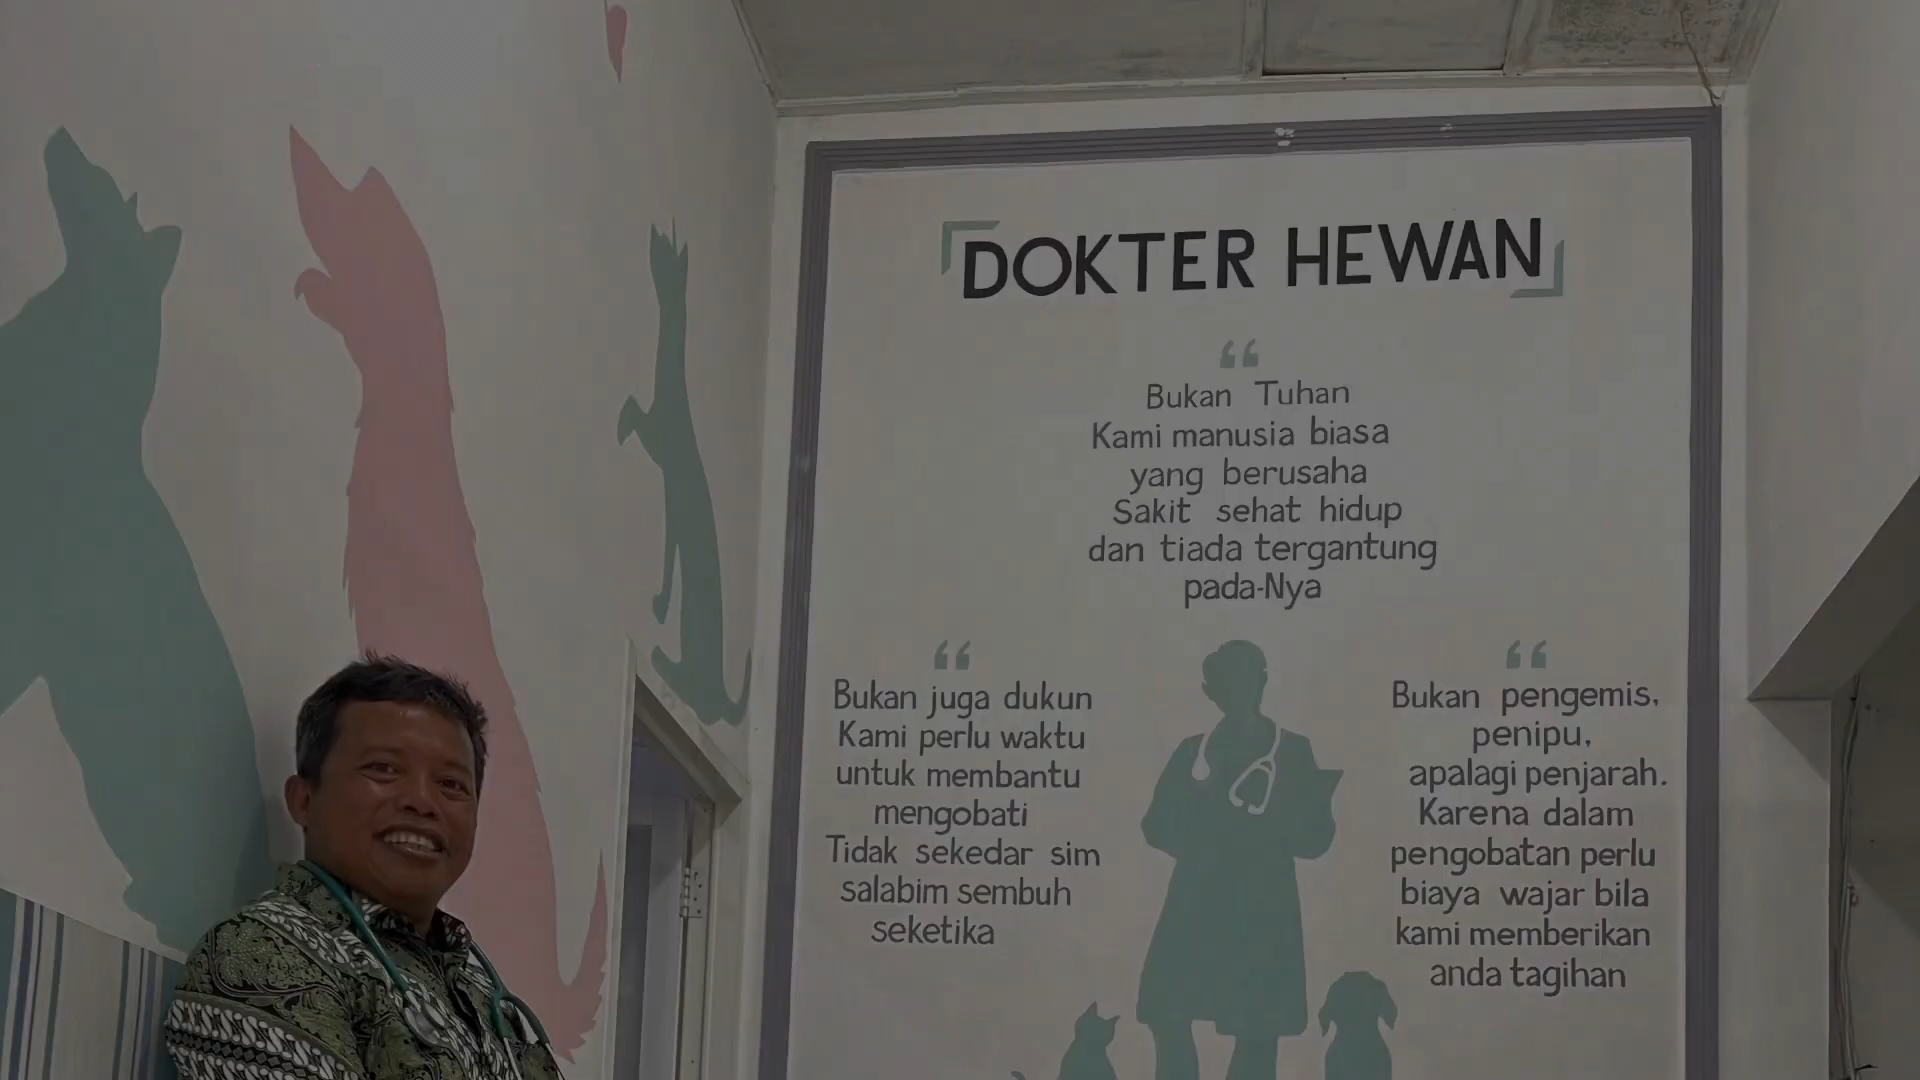 DOKTER HEWAN
Bukan Tuhan
Kami manusia biasa
yang berusaha
Sakit sehat hidup
dan tiada tergantung
pada-Nya
Bukan juga dukun
Kami perlu waktu
untuk membantu
mengobati
Tidak sekedar sim
salabim sembuh
seketika
Bukan pengemis,
penipu,
apalagi penjarah.
Karena dalam
pengobatan perlu
biaya wajar bila
kami memberikan
anda tagihan